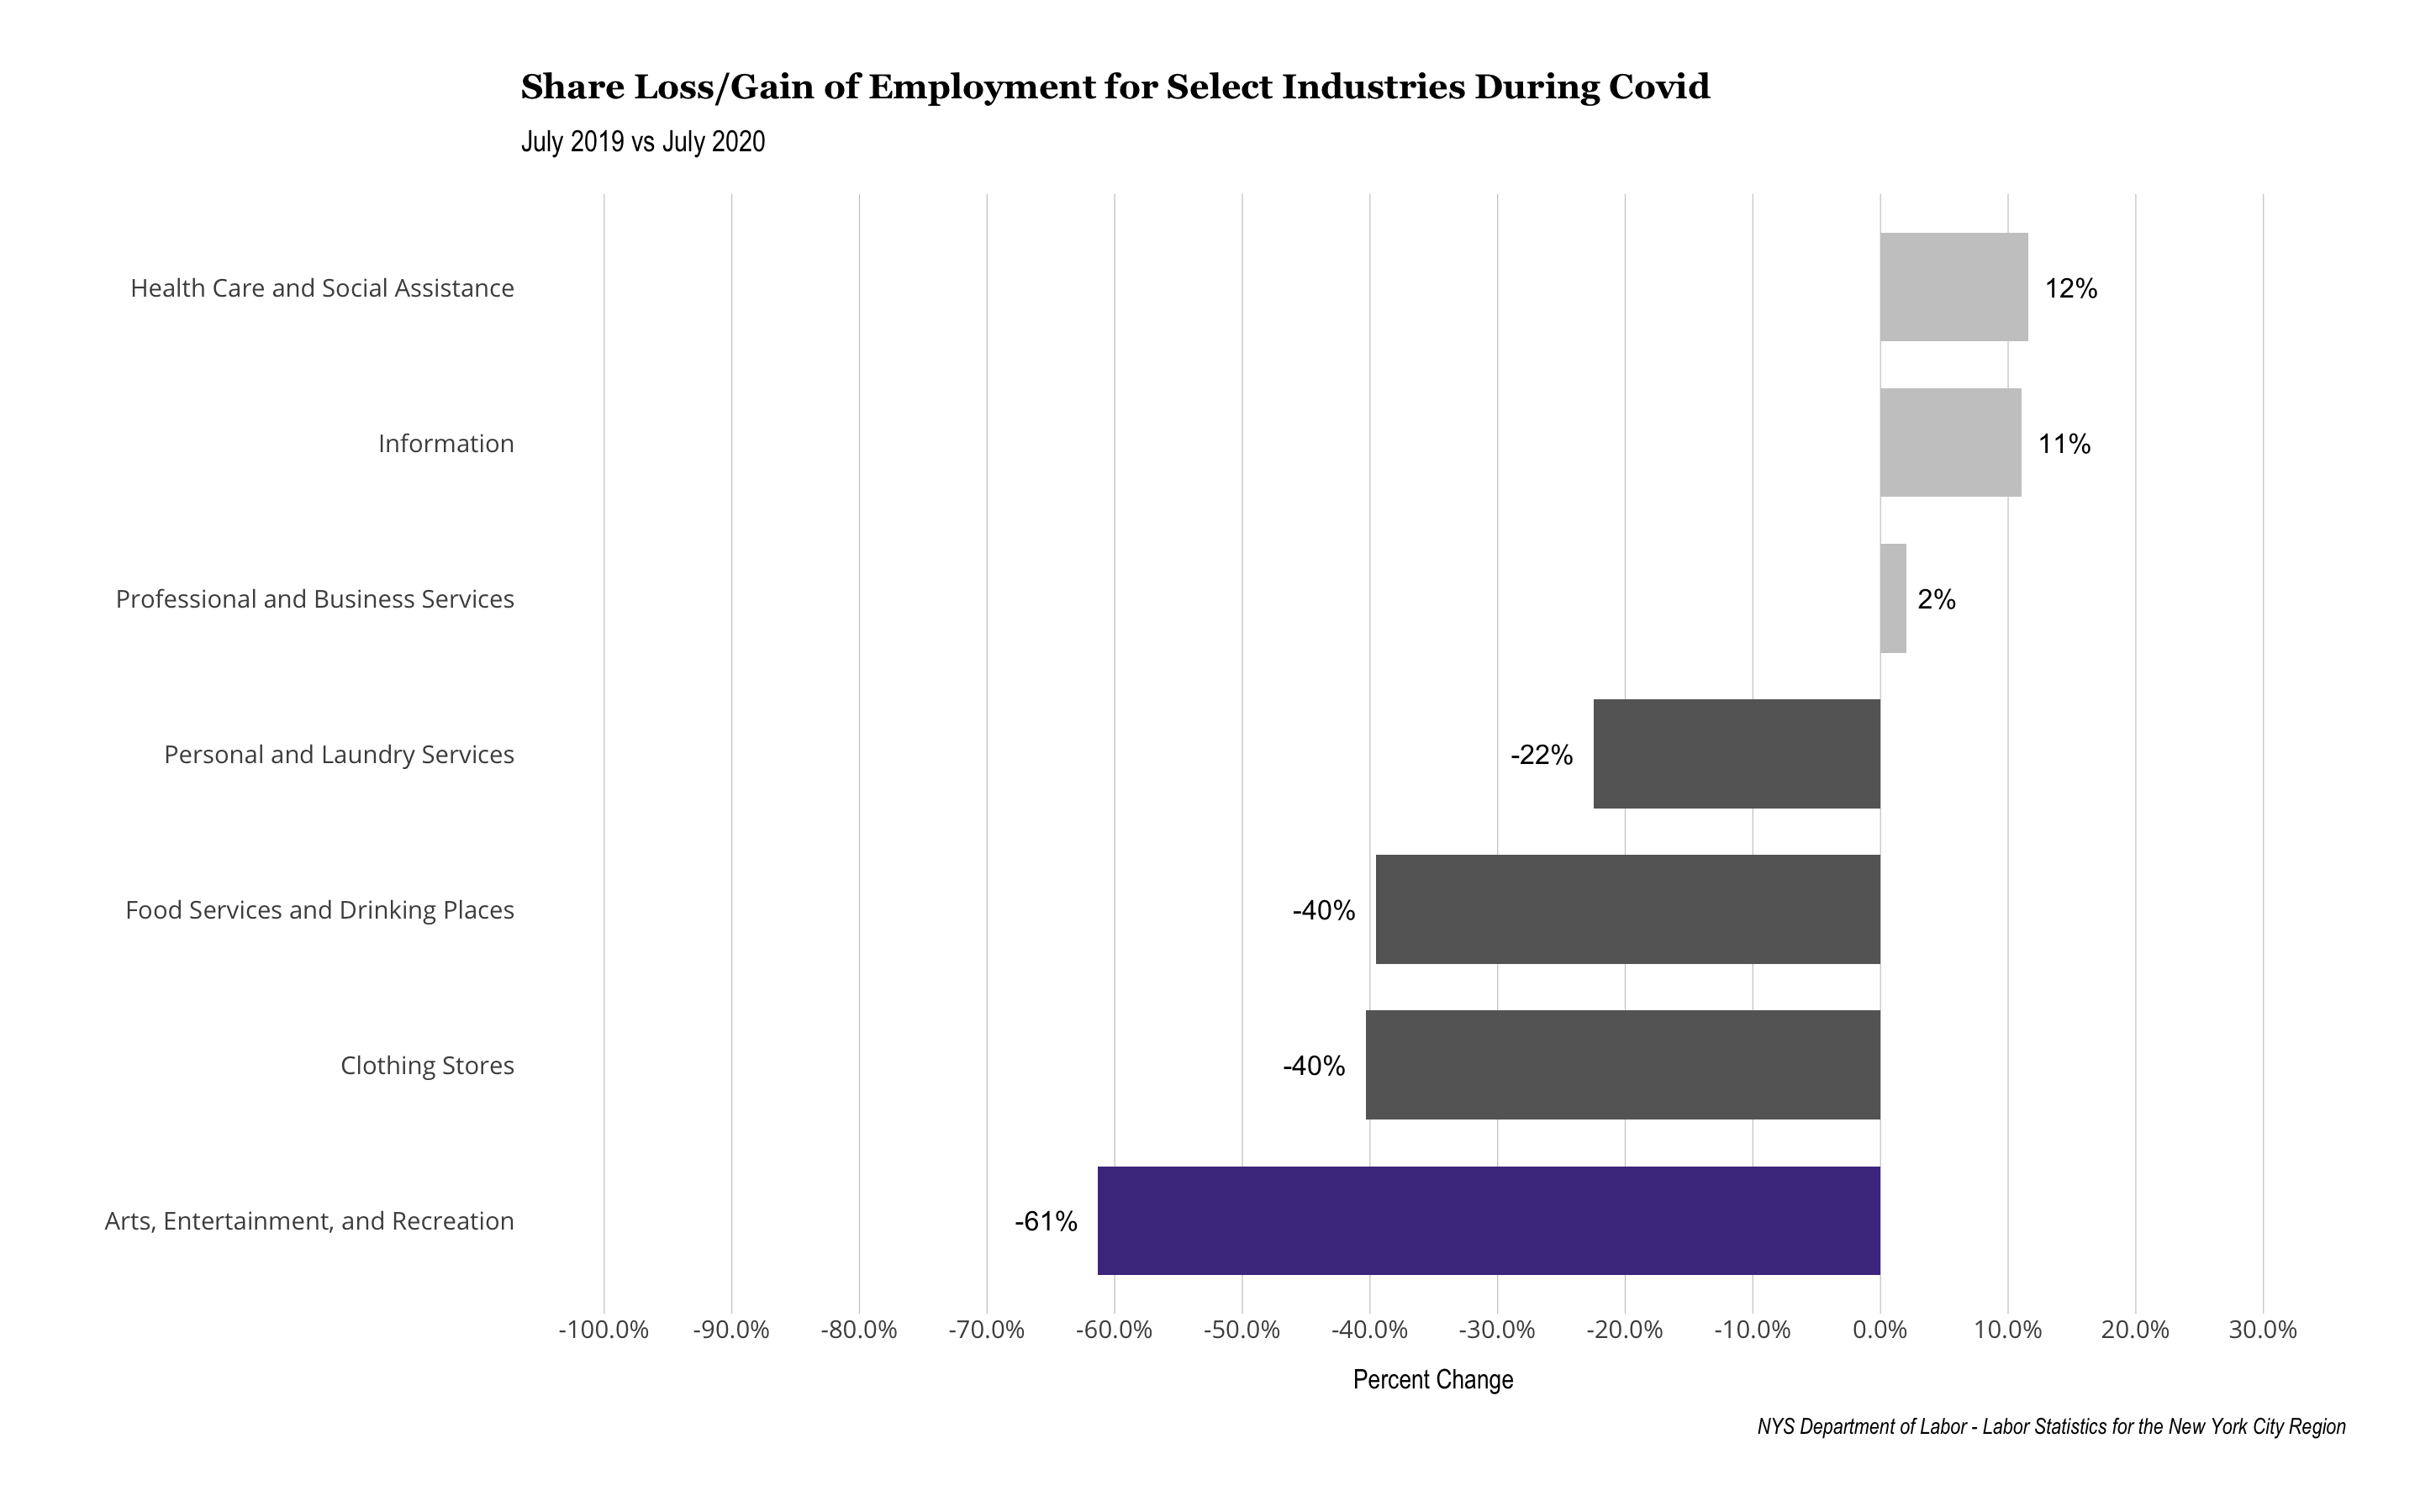 Share Loss/Gain of Employment for Select Industries During Covid
July 2019 vs July 2020
Health Care and Social Assistance
12%
Information
11%
Professional and Business Services
2%
Personal and Laundry Services
-22%
Food Services and Drinking Places
-40%
Clothing Stores
-40%
Arts, Entertainment, and Recreation
-61%
-100.0% -90.0% -80.0% -70.0% -60.0% -50.0% -40.0% -30.0% -20.0% -10.0% 0.0% 10.0% 20.0% 30.0%
Percent Change
NYS Department of Labor - Labor Statistics for the New York City Region